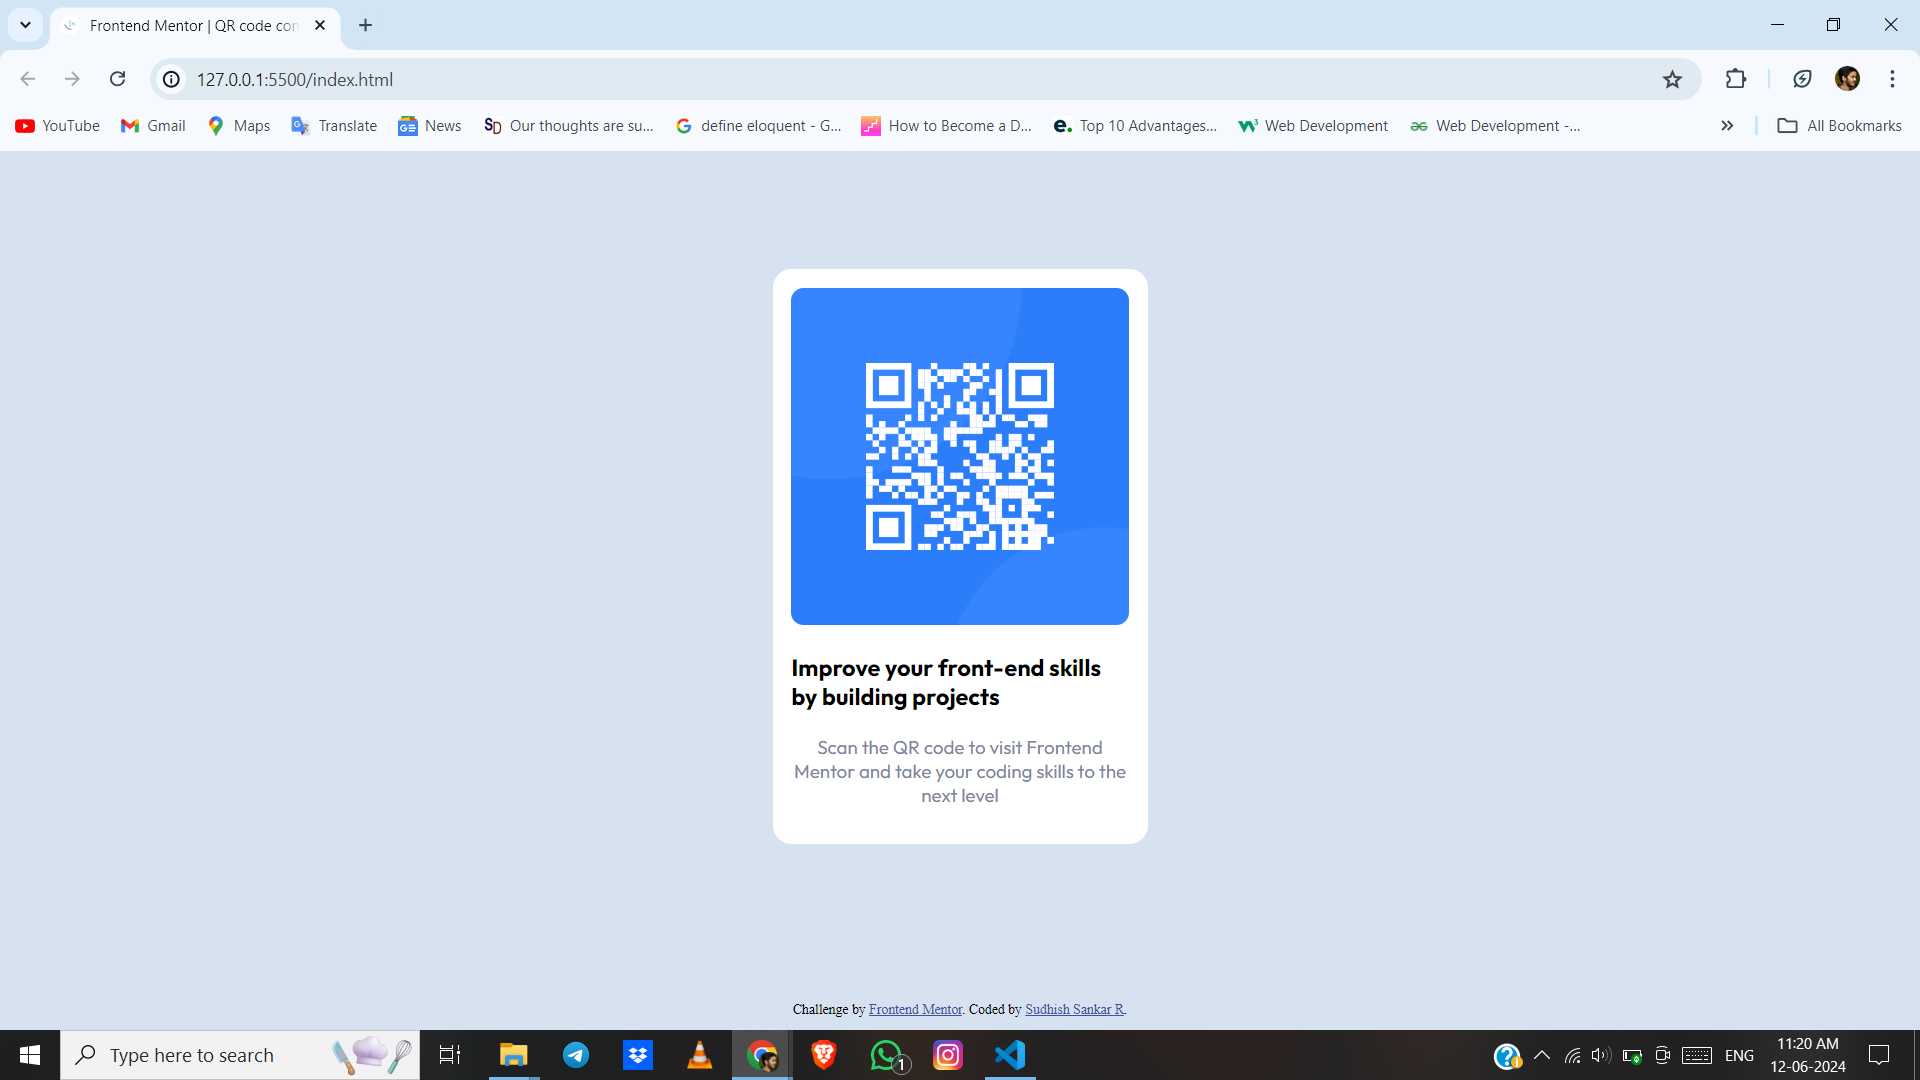 Frontend Mentor | QR code con
127.0.0.1:5500/index.html
YouTube Gmail Maps Translate News Our thoughts are su... define eloquent - G... How to Become a D... Top 10 Advantages... Web Development Web Development -... All Bookmarks
Improve your front-end skills
by building projects
Scan the QR code to visit Frontend
Mentor and take your coding skills to the
next level
Challenge by Frontend Mentor. Coded by Sudhish Sankar R.
Type here to search
1
ENG
11:20 AM
12-06-2024